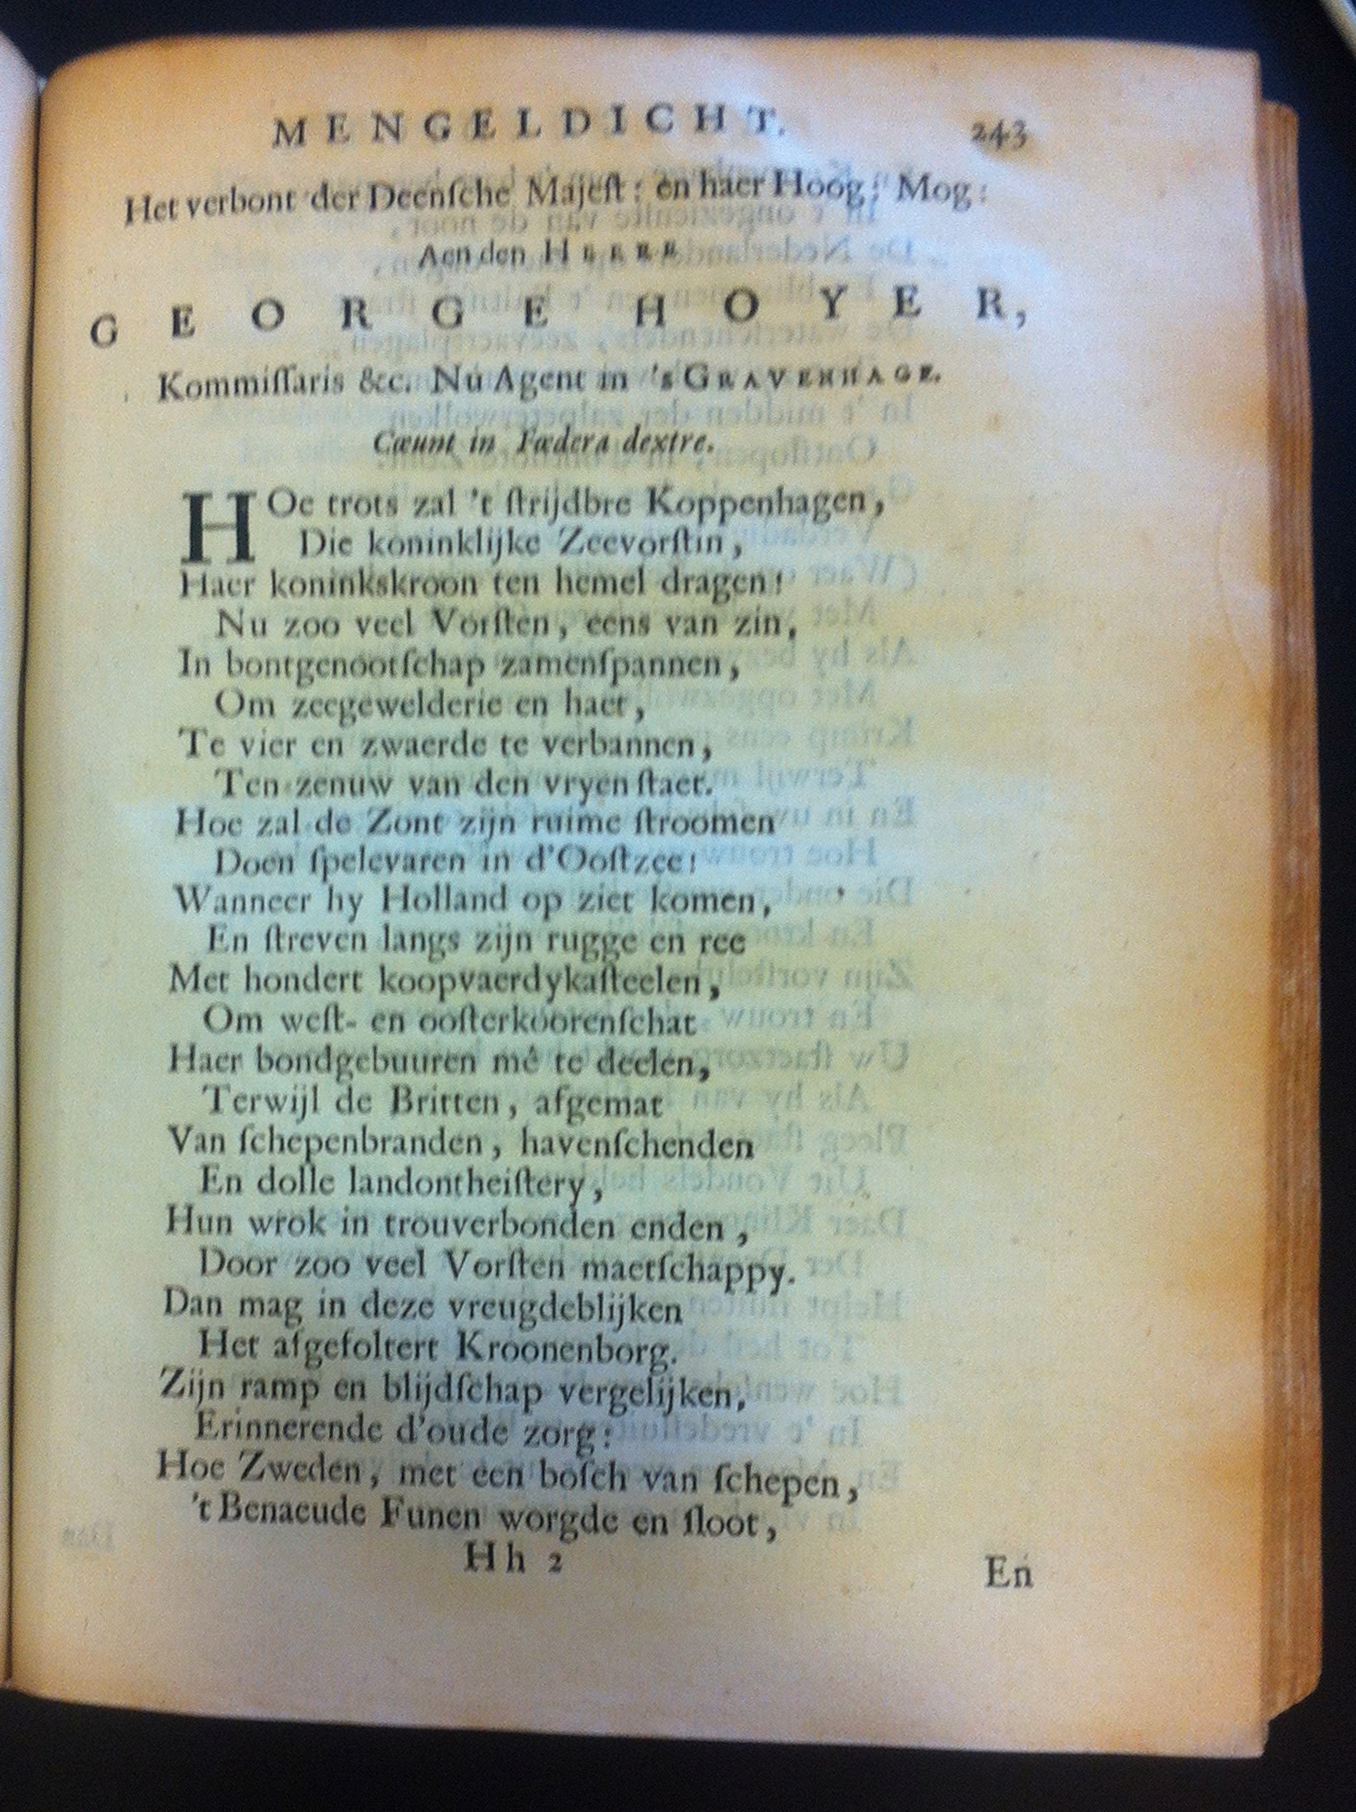 MENGELDICHT. 243
Het verbont der Deenſche Majeſt: en haer Hoog: Mog:
Aen den HEERE
GEORGE HOYER,
Kommiſſaris &c. Nu Agent in 'sGRAVENHAGE.
Cœunt in Fœdera dextre.
HOe trots zal 't ſtrijdbre Koppenhagen,
Die koninklijke Zeevorſtin,
Haer koninkskroon ten hemel dragen!
Nu zoo veel Vorſten, eens van zin,
In bontgenootſchap zamenſpannen,
Om zeegewelderie en haet,
Te vier en zwaerde te verbannen,
Ten zenuw van den vryen ſtaet.
Hoe zal de Zont zijn ruime ſtroomen
Doen ſpelevaren in d'Ooſtzee!
Wanneer hy Holland op ziet komen,
En ſtreven langs zijn rugge en ree
Met hondert koopvaerdykaſteelen,
Om weſt- en ooſterkoorenſchat
Haer bondgebuuren mê te deelen,
Terwijl de Britten, afgemat
Van ſchepenbranden, havenſchenden
En dolle landontheiſtery,
Hun wrok in trouverbonden enden,
Door zoo veel Vorſten maetſchappy.
Dan mag in deze vreugdeblijken
Het afgefoltert Kroonenborg.
Zijn ramp en blijdſchap vergelijken,
Erinnerende d'oude zorg:
Hoe Zweden, met een boſch van ſchepen,
't Benaeude Funen worgde en ſloot,
Hh 2
En